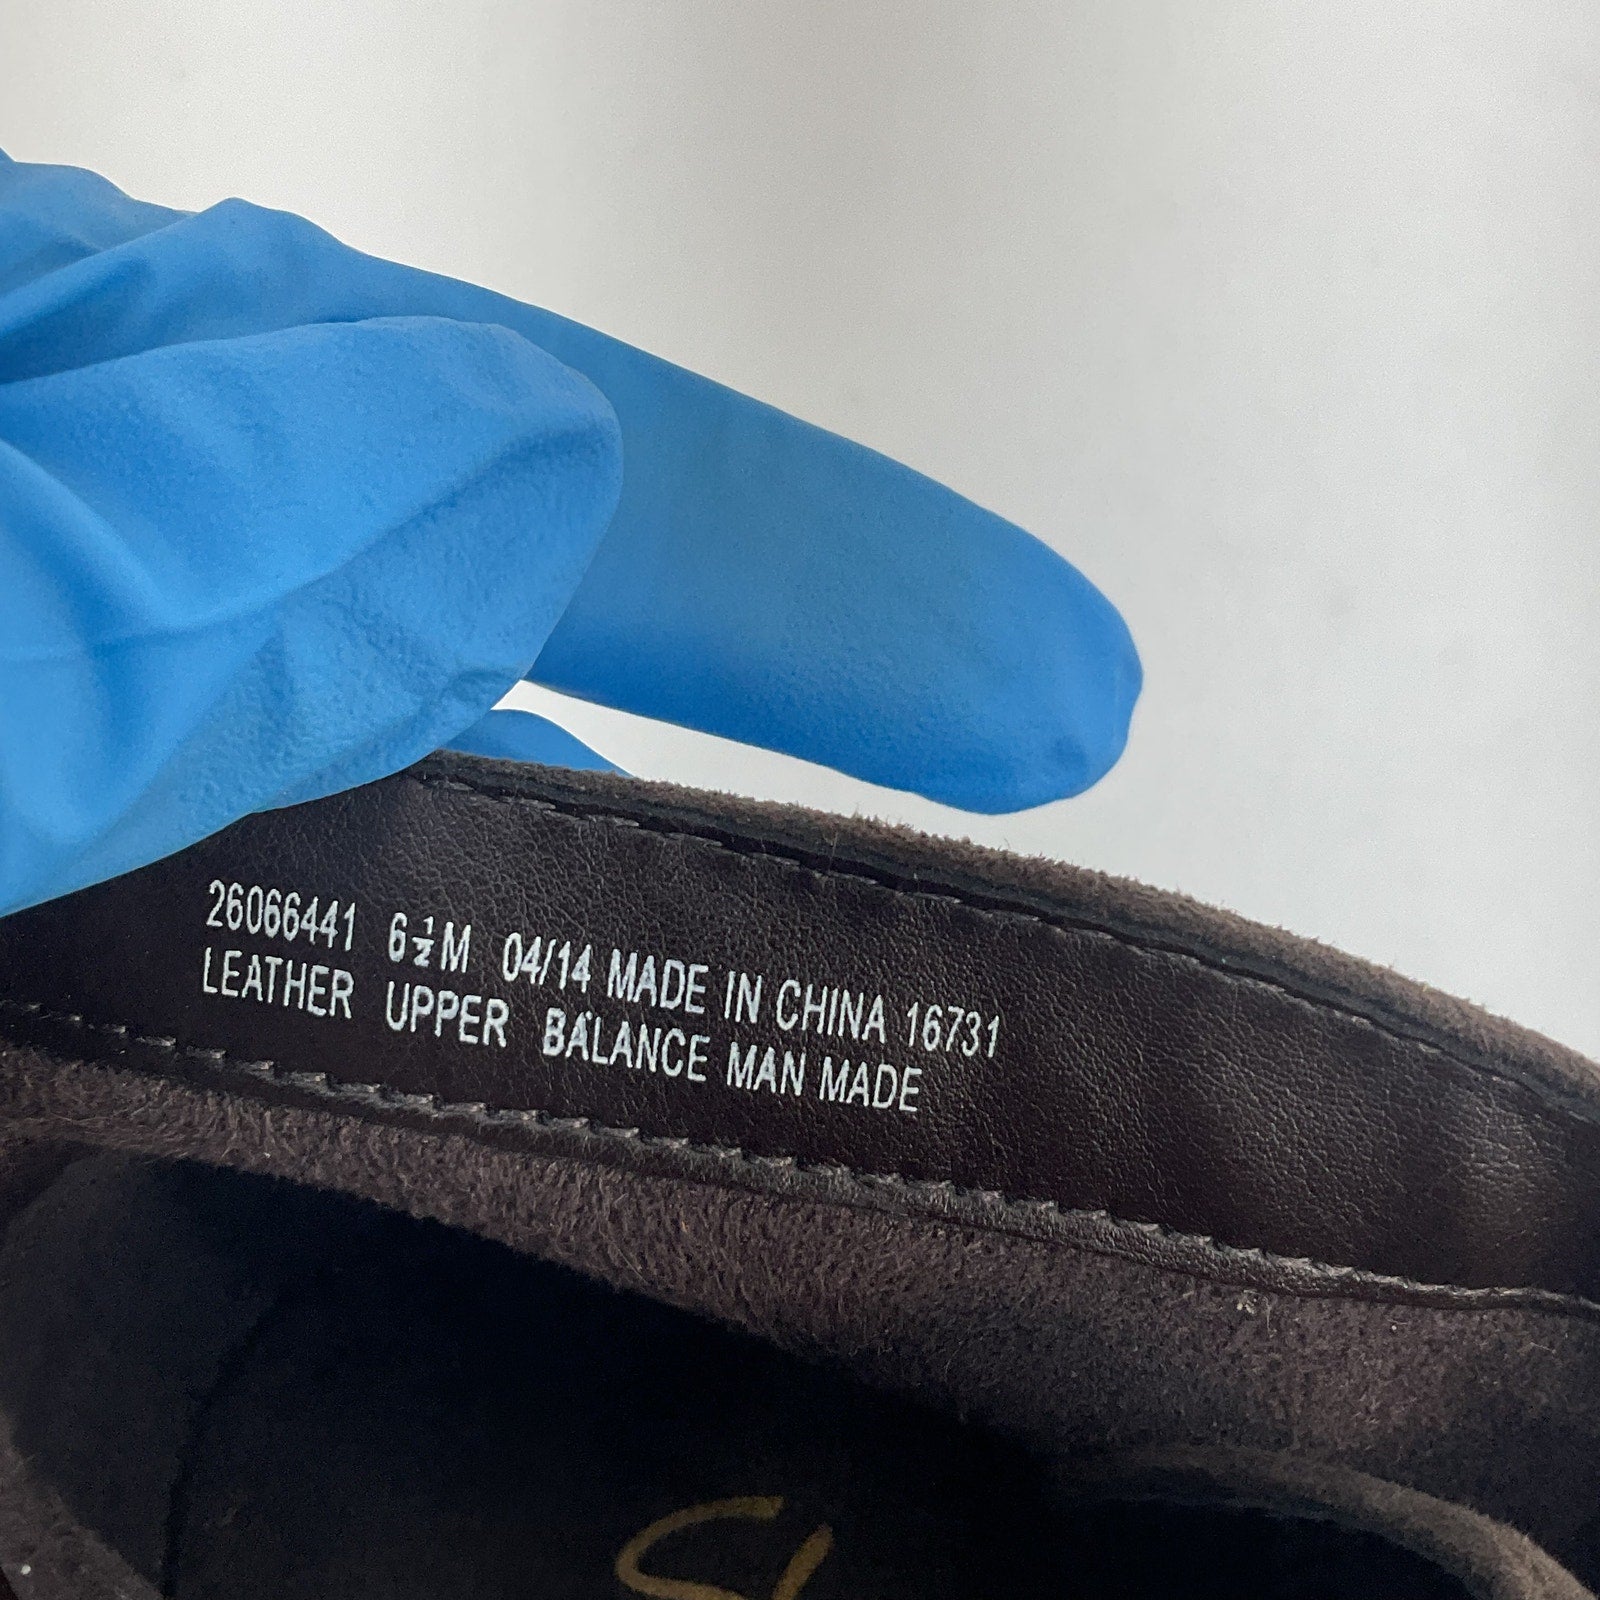 26066441 6½M 04/14 MADE IN CHINA 16731
LEATHER UPPER BALANCE MAN MADE